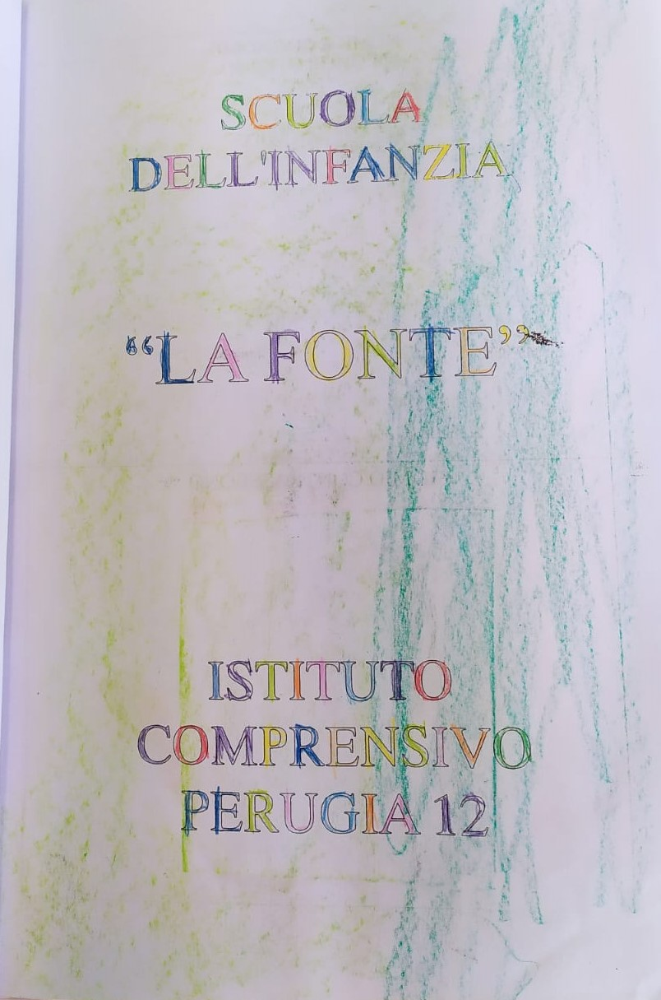 SCUOLA
DELL'INFANZIA
“LA FONTE”
ISTITUTO
COMPRENSIVO
PERUGIA 12